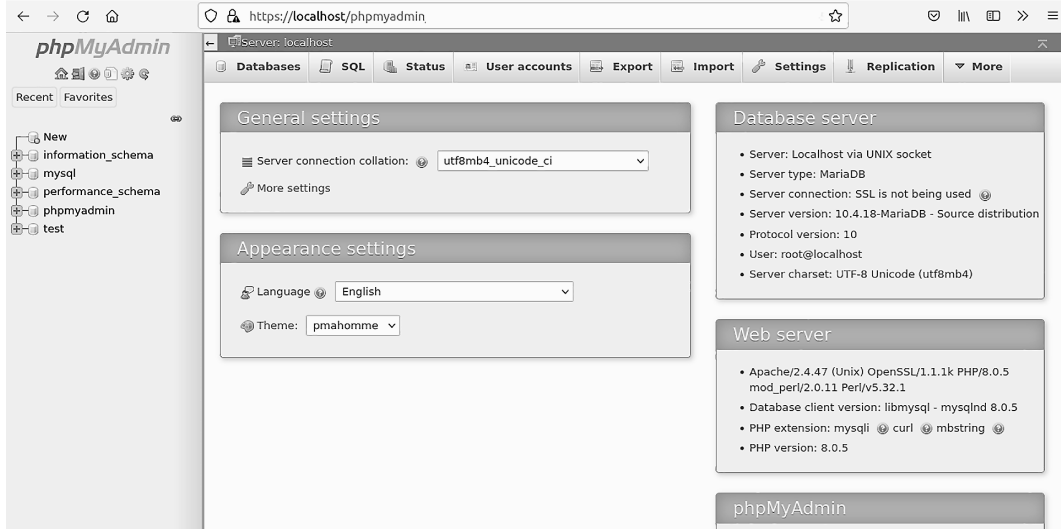 https://localhost/phpmyadmin
phpMyAdmin
Recent Favorites
New
information_schema
mysql
performance_schema
phpmyadmin
test
Server: localhost
Databases SQL Status User accounts Export Import Settings Replication More
General settings
Server connection collation: utf8mb4_unicode_ci
More settings
Appearance settings
Language English
Theme: pmahomme
Database server
• Server: Localhost via UNIX socket
• Server type: MariaDB
• Server connection: SSL is not being used
• Server version: 10.4.18-MariaDB - Source distribution
• Protocol version: 10
• User: root@localhost
• Server charset: UTF-8 Unicode (utf8mb4)
Web server
• Apache/2.4.47 (Unix) OpenSSL/1.1.1k PHP/8.0.5
mod_perl/2.0.11 Perl/v5.32.1
• Database client version: libmysql - mysqlnd 8.0.5
• PHP extension: mysqli curl mbstring
• PHP version: 8.0.5
phpMyAdmin